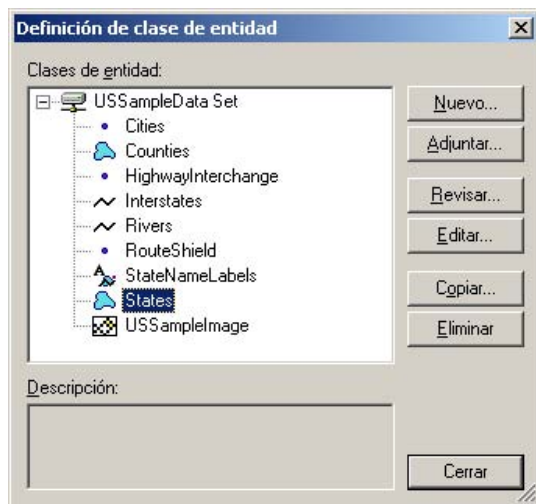 Definición de clase de entidad
Clases de entidad:
USSampleData Set
Cities
Counties
HighwayInterchange
Interstates
Rivers
RouteShield
StateNameLabels
States
USSampleImage
Nuevo...
Adjuntar...
Revisar...
Editar...
Copiar...
Eliminar
Descripción:
Cerrar